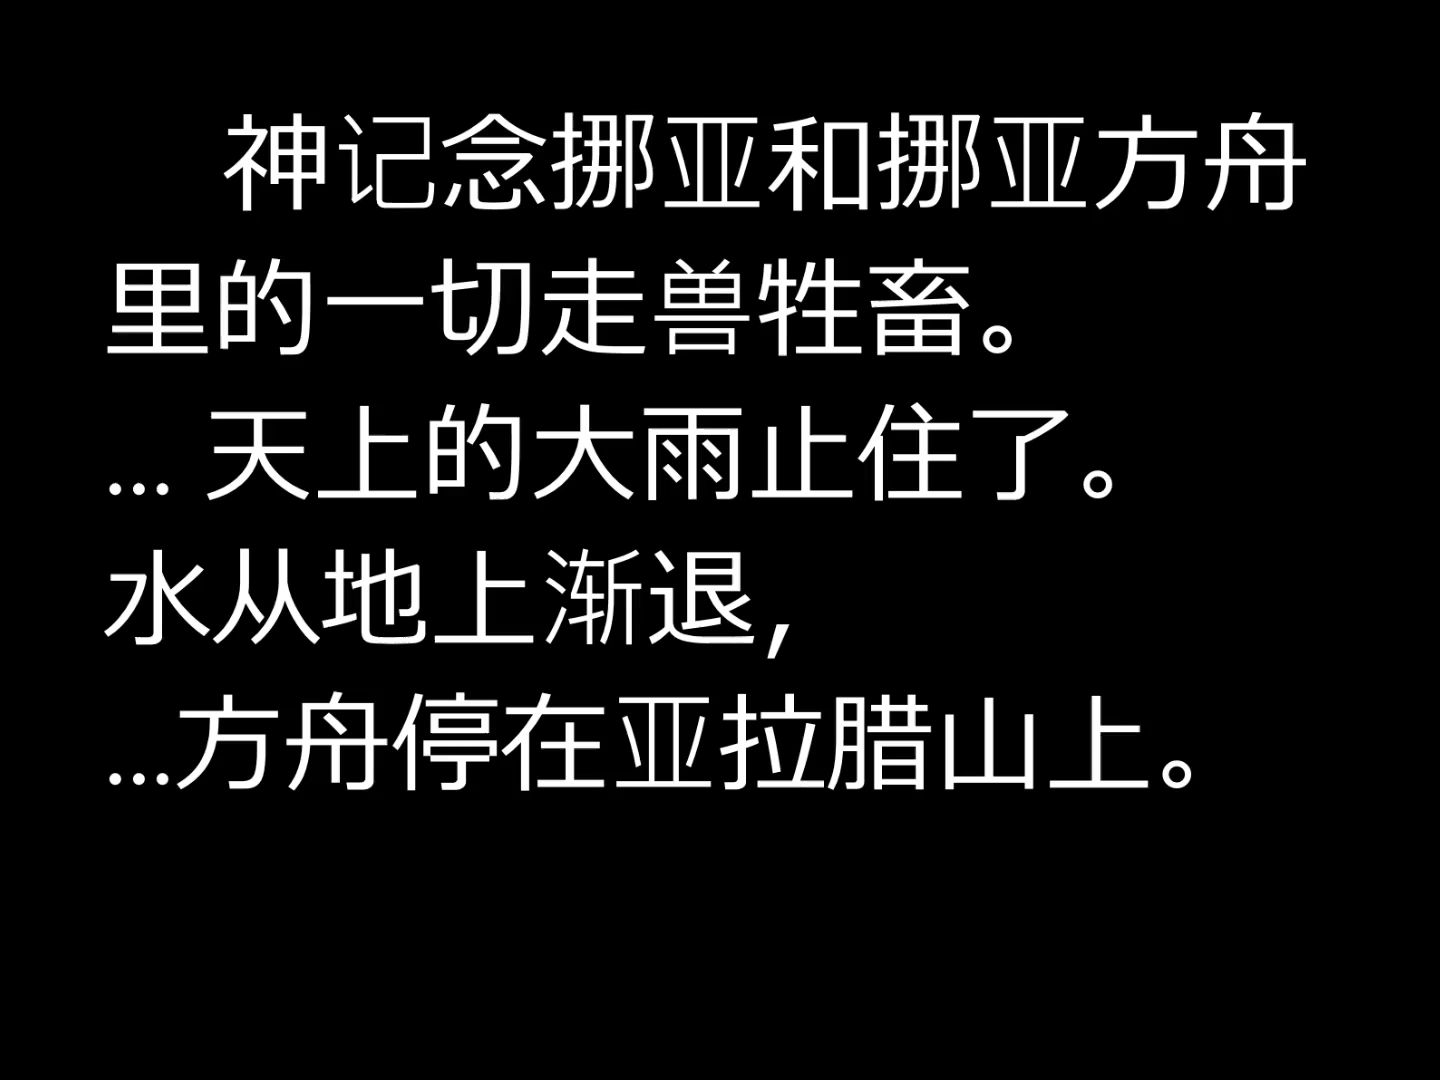 神记念挪亚和挪亚方舟
里的一切走兽牲畜。
... 天上的大雨止住了。
水从地上渐退，
...方舟停在亚拉腊山上。